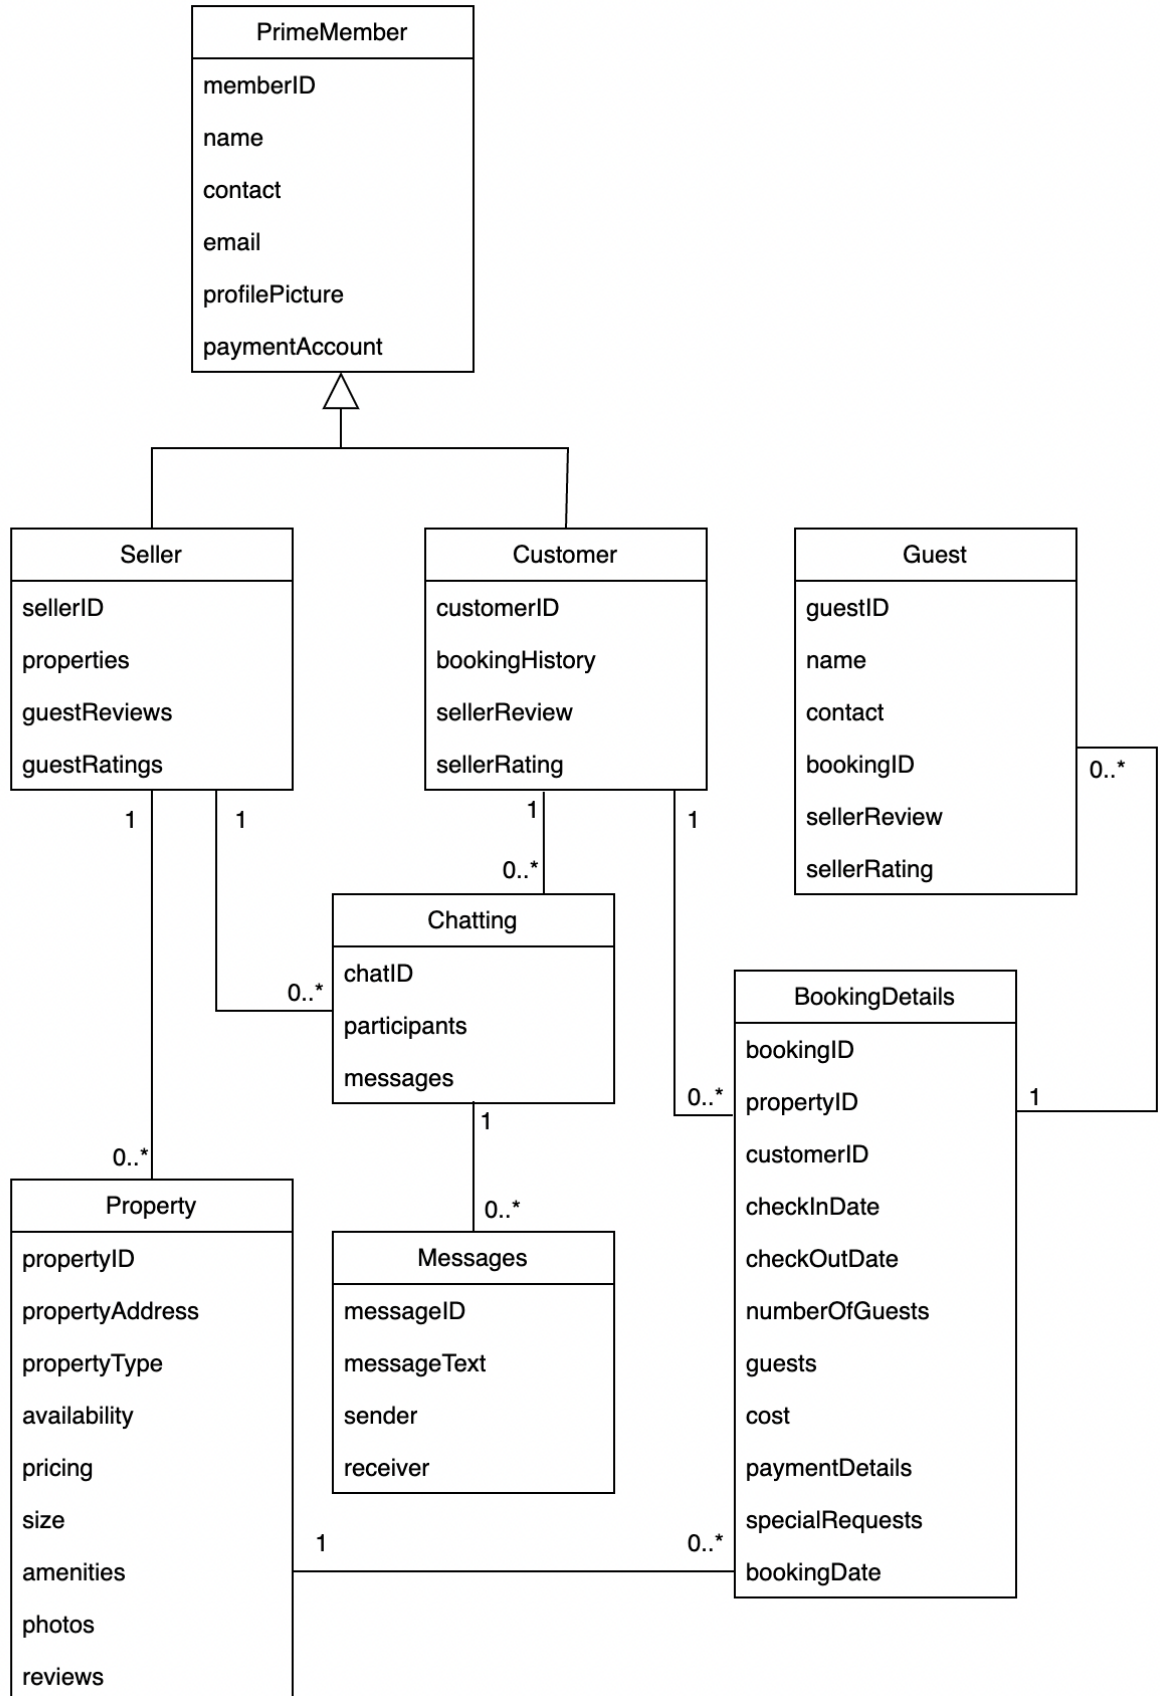 PrimeMember
memberID
name
contact
email
profilePicture
paymentAccount
Seller
sellerID
properties
guestReviews
guestRatings
Customer
customerID
bookingHistory
sellerReview
sellerRating
Guest
guestID
name
contact
bookingID
sellerReview
sellerRating
0..*
1
1
1
1
0..*
Chatting
chatID
participants
messages
0..*
BookingDetails
bookingID
propertyID
customerID
checkInDate
checkOutDate
numberOfGuests
guests
cost
paymentDetails
specialRequests
bookingDate
0..*
1
1
0..*
0..*
Property
propertyID
propertyAddress
propertyType
availability
pricing
size
amenities
photos
reviews
Messages
messageID
messageText
sender
receiver
1
0..*